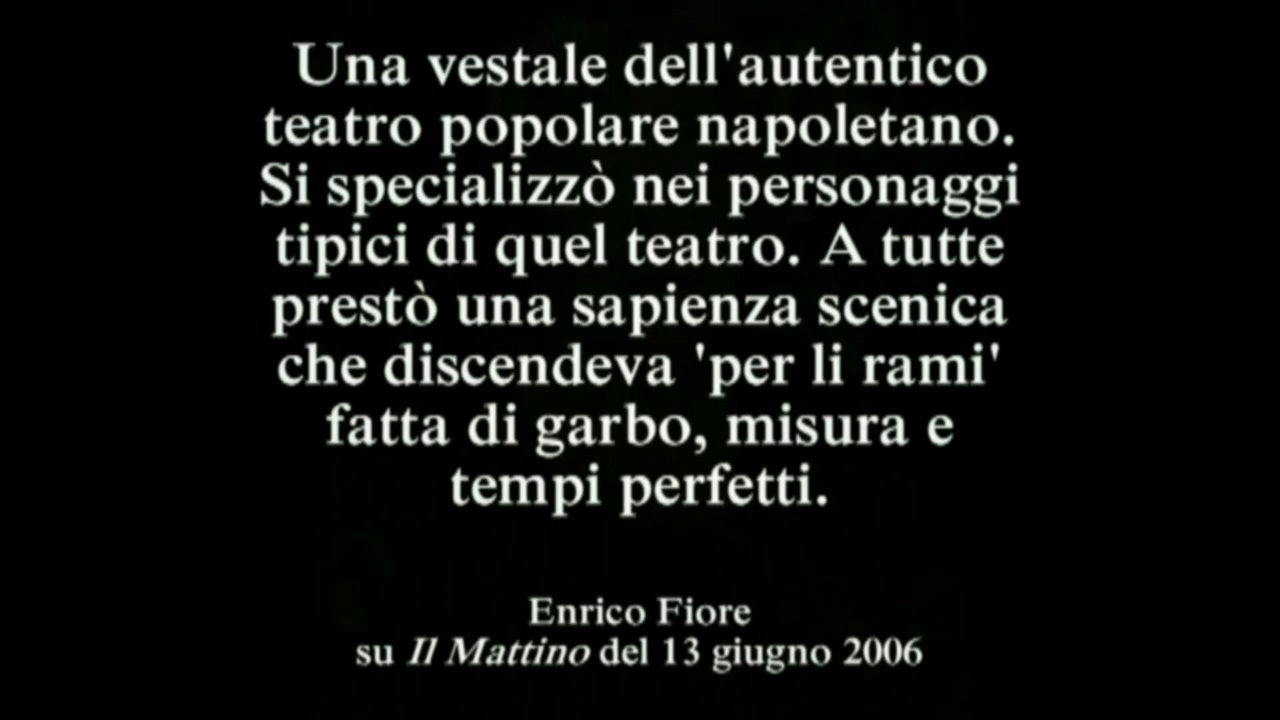 Una vestale dell'autentico
teatro popolare napoletano.
Si specializzò nei personaggi
tipici di quel teatro. A tutte
prestò una sapienza scenica
che discendeva 'per li rami'
fatta di garbo, misura e
tempi perfetti.
Enrico Fiore
su Il Mattino del 13 giugno 2006